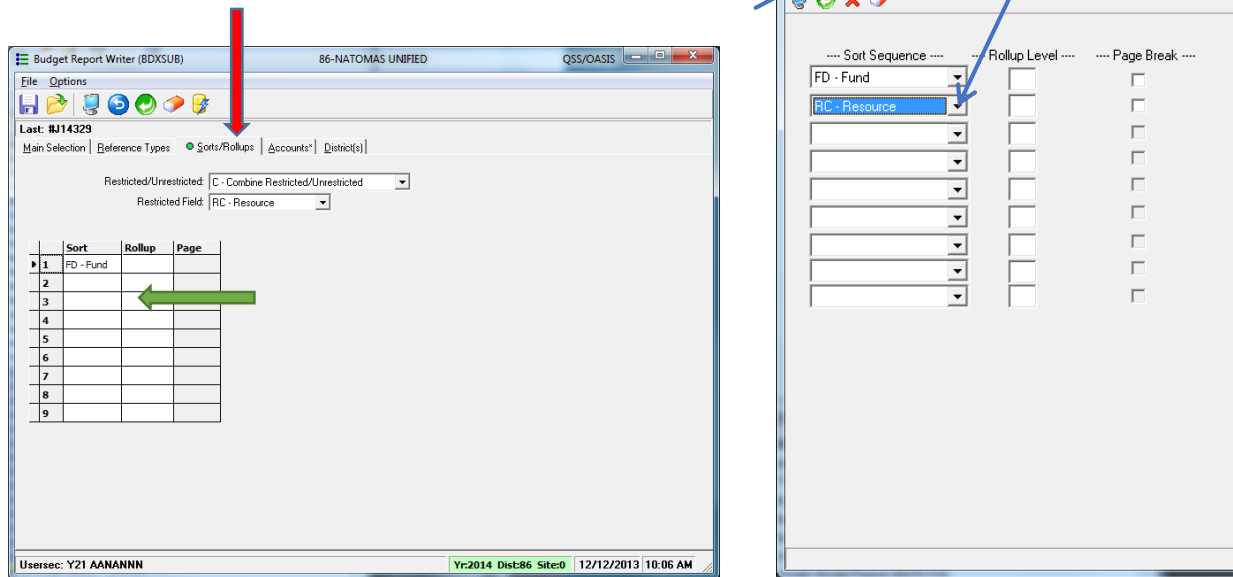 Budget Report Writer (BDXSUB) 86-NATOMAS UNIFIED QSS/OASIS
File Options
Last: #J14329
Main Selection Reference Types Sorts/Rollups Accounts* District(s)
Restricted/Unrestricted: C - Combine Restricted/Unrestricted
Restricted Field: RC - Resource
Sort Rollup Page
1 FD - Fund
2
3
4
5
6
7
8
9
Usersec: Y21 AANANNN Yr:2014 Dist:86 Site:0 12/12/2013 10:06 AM
---- Sort Sequence ---- ---- Rollup Level ---- ---- Page Break ----
FD - Fund
RC - Resource